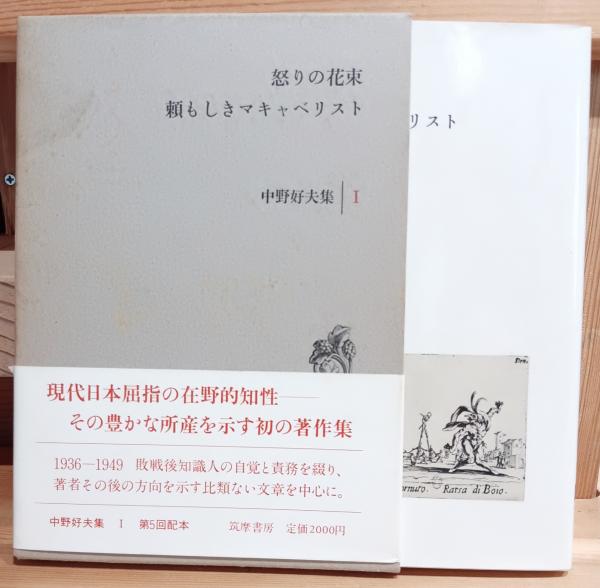 怒りの花束
頼もしきマキャベリスト
中野好夫集 I
現代日本屈指の在野的知性——
その豊かな所産を示す初の著作集
1936—1949 敗戦後知識人の自覚と責務を綴り、
著者その後の方向を示す比類ない文章を中心に。
中野好夫集 I 第5回配本 筑摩書房 定価2000円
リスト
Ratsa di Boio.